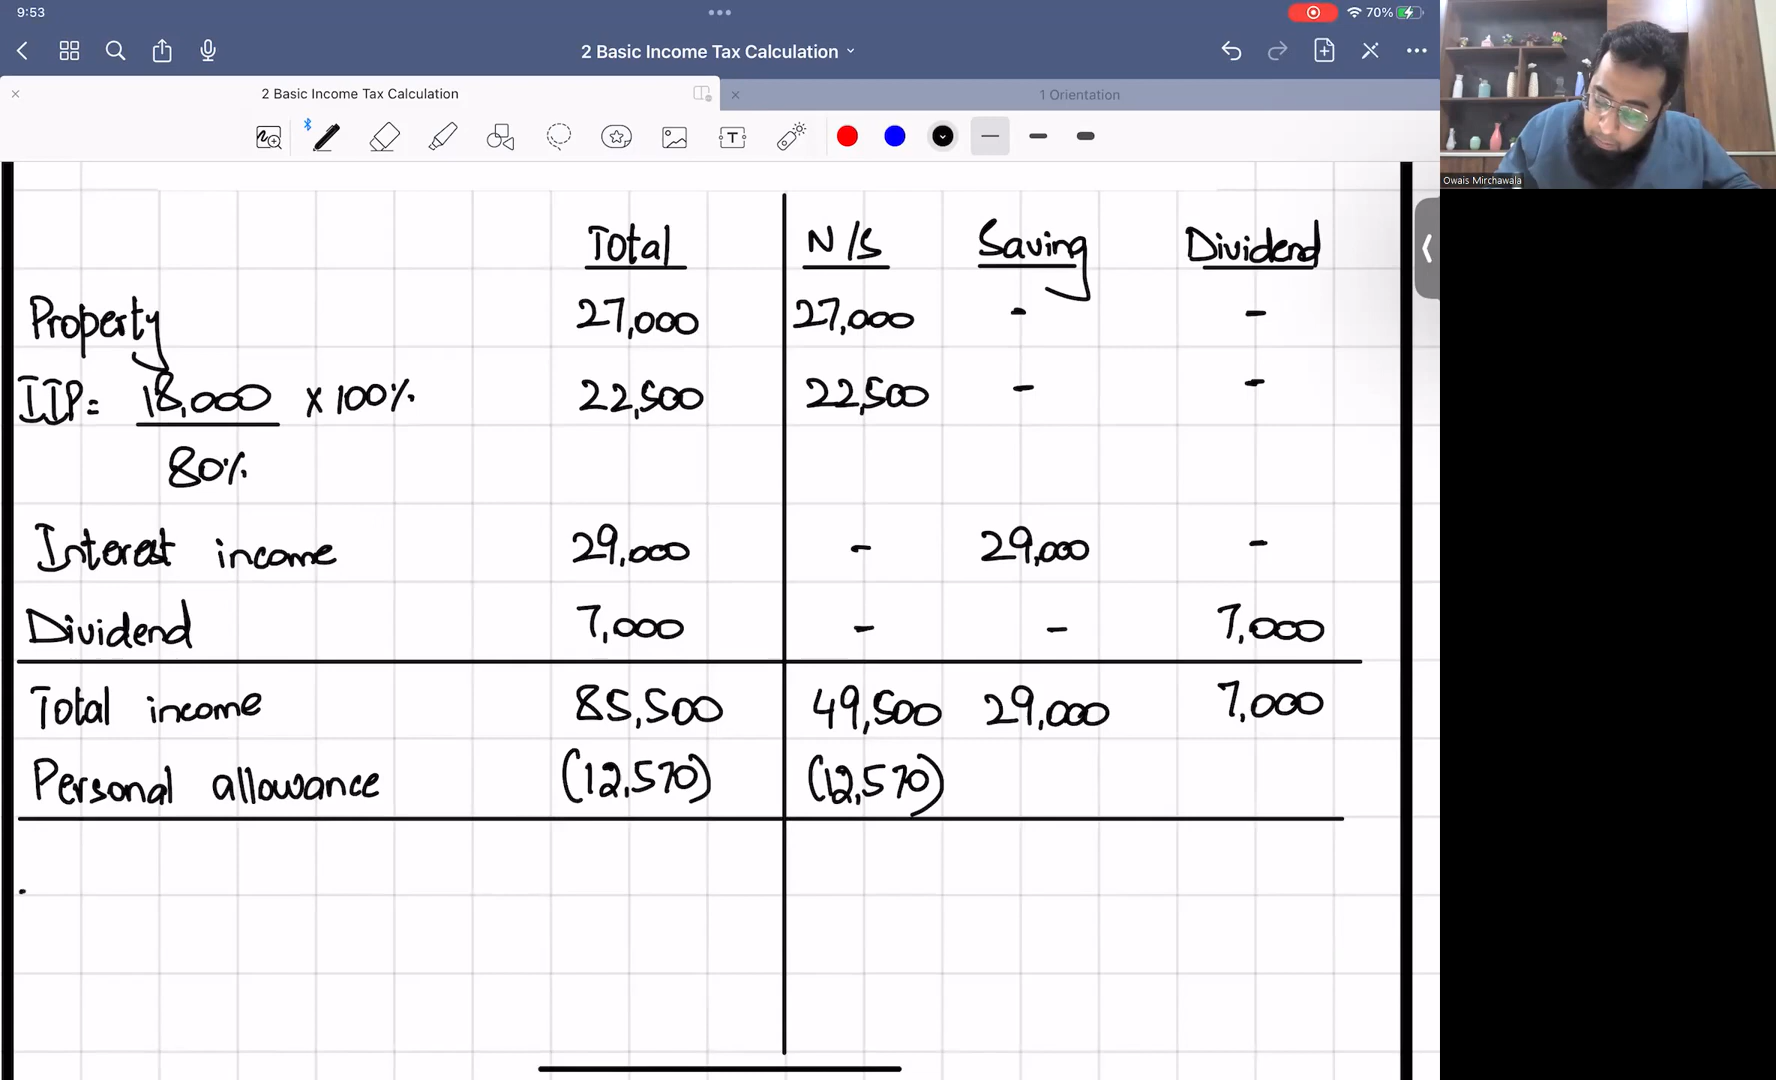 9:53
70%
2 Basic Income Tax Calculation
2 Basic Income Tax Calculation
1 Orientation
T
Owais Mirchawala
Total N/S Saving Dividend
Property 27,000 27,000 - -
IIP = 18,000 x 100% 22,500 22,500 - -
80%
Interest income 29,000 - 29,000 -
Dividend 7,000 - - 7,000
Total income 85,500 49,500 29,000 7,000
Personal allowance (12,570) (12,570)